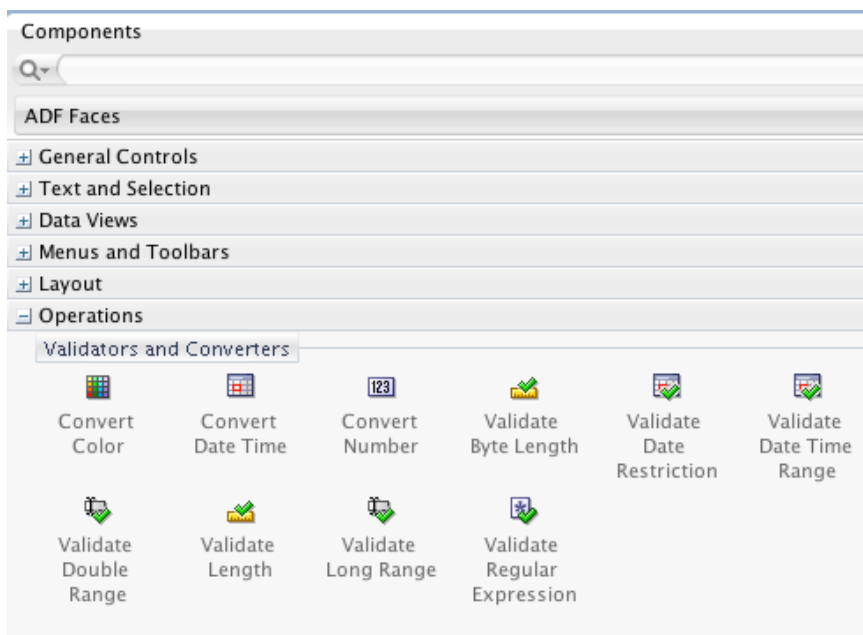 Components
ADF Faces
General Controls
Text and Selection
Data Views
Menus and Toolbars
Layout
Operations
Validators and Converters
123
Convert Color
Convert Date Time
Convert Number
Validate Byte Length
Validate Date Restriction
Validate Date Time Range
Validate Double Range
Validate Length
Validate Long Range
Validate Regular Expression